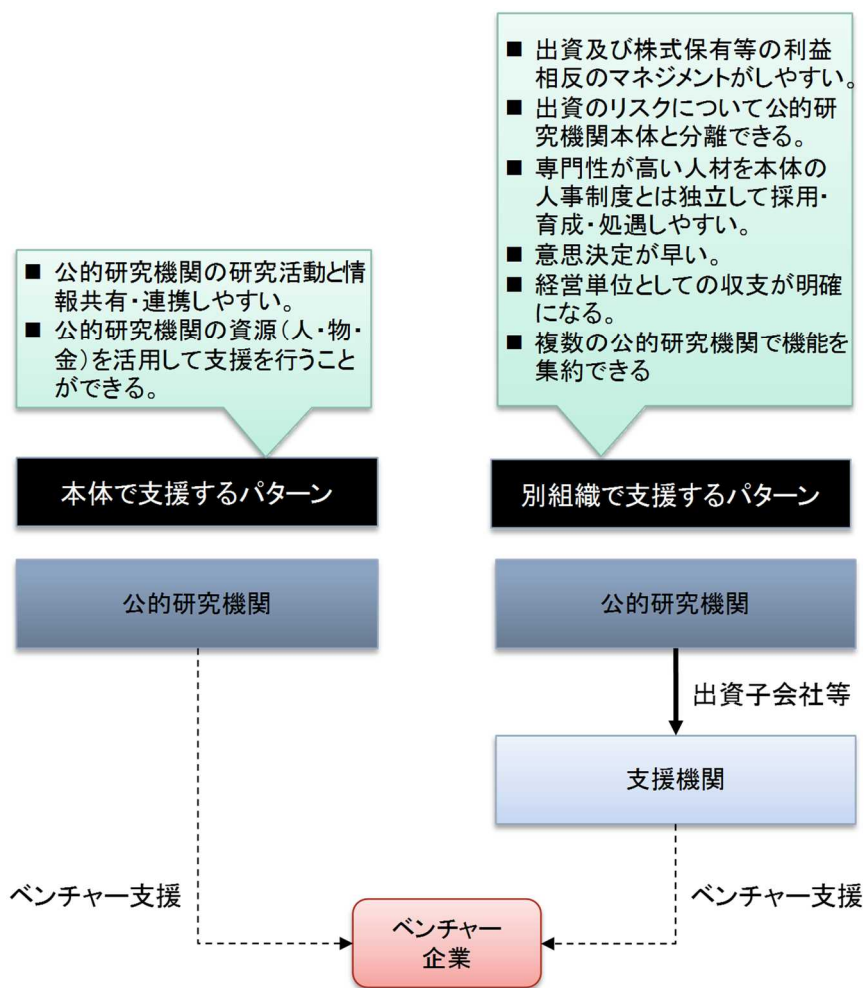 ■ 公的研究機関の研究活動と情
報共有・連携しやすい。
■ 公的研究機関の資源(人・物・
金)を活用して支援を行うこと
ができる。
■ 出資及び株式保有等の利益
相反のマネジメントがしやすい。
■ 出資のリスクについて公的研
究機関本体と分離できる。
■ 専門性が高い人材を本体の
人事制度とは独立して採用・
育成・処遇しやすい。
■ 意思決定が早い。
■ 経営単位としての収支が明確
になる。
■ 複数の公的研究機関で機能を
集約できる
本体で支援するパターン
別組織で支援するパターン
公的研究機関
公的研究機関
出資子会社等
支援機関
ベンチャー支援
ベンチャー支援
ベンチャー
企業